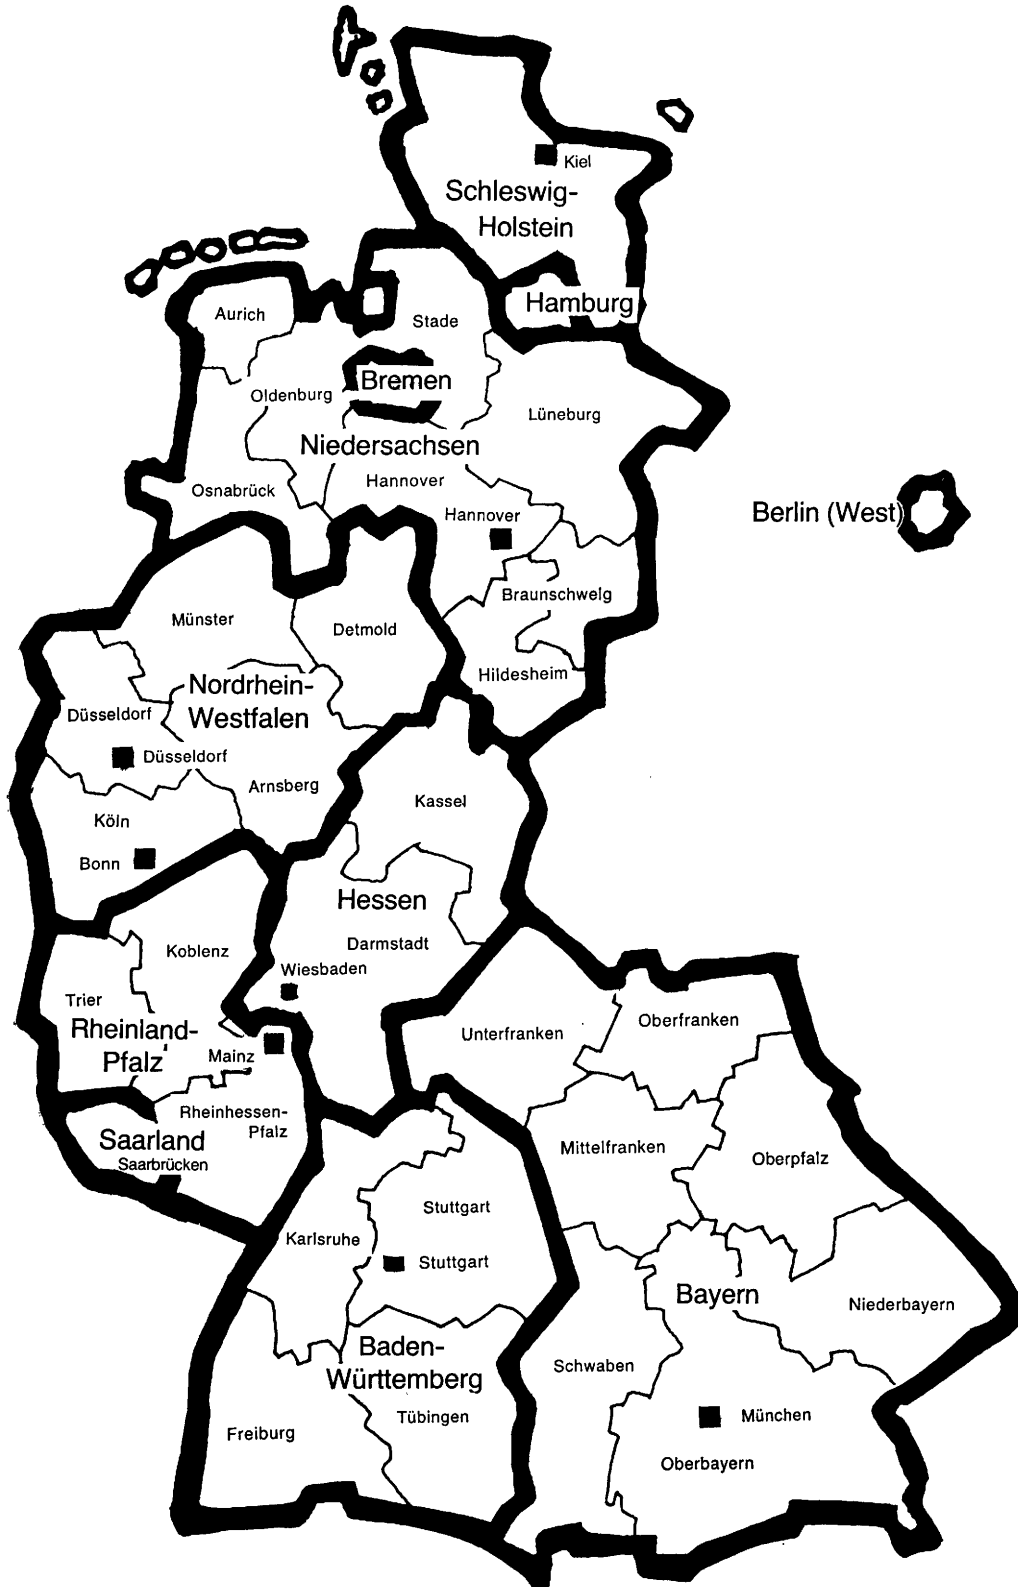 Kiel
Schleswig-
Holstein
Hamburg
Aurich
Stade
Bremen
Oldenburg
Lüneburg
Niedersachsen
Hannover
Osnabrück
Hannover
Berlin (West)
Braunschweig
Münster
Detmold
Hildesheim
Nordrhein-
Westfalen
Düsseldorf
Düsseldorf
Arnsberg
Kassel
Köln
Bonn
Hessen
Darmstadt
Koblenz
Wiesbaden
Trier
Rheinland-
Pfalz
Mainz
Unterfranken
Oberfranken
Rheinhessen-
Pfalz
Saarland
Saarbrücken
Mittelfranken
Oberpfalz
Stuttgart
Karlsruhe
Stuttgart
Bayern
Niederbayern
Baden-
Württemberg
Schwaben
Tübingen
München
Freiburg
Oberbayern